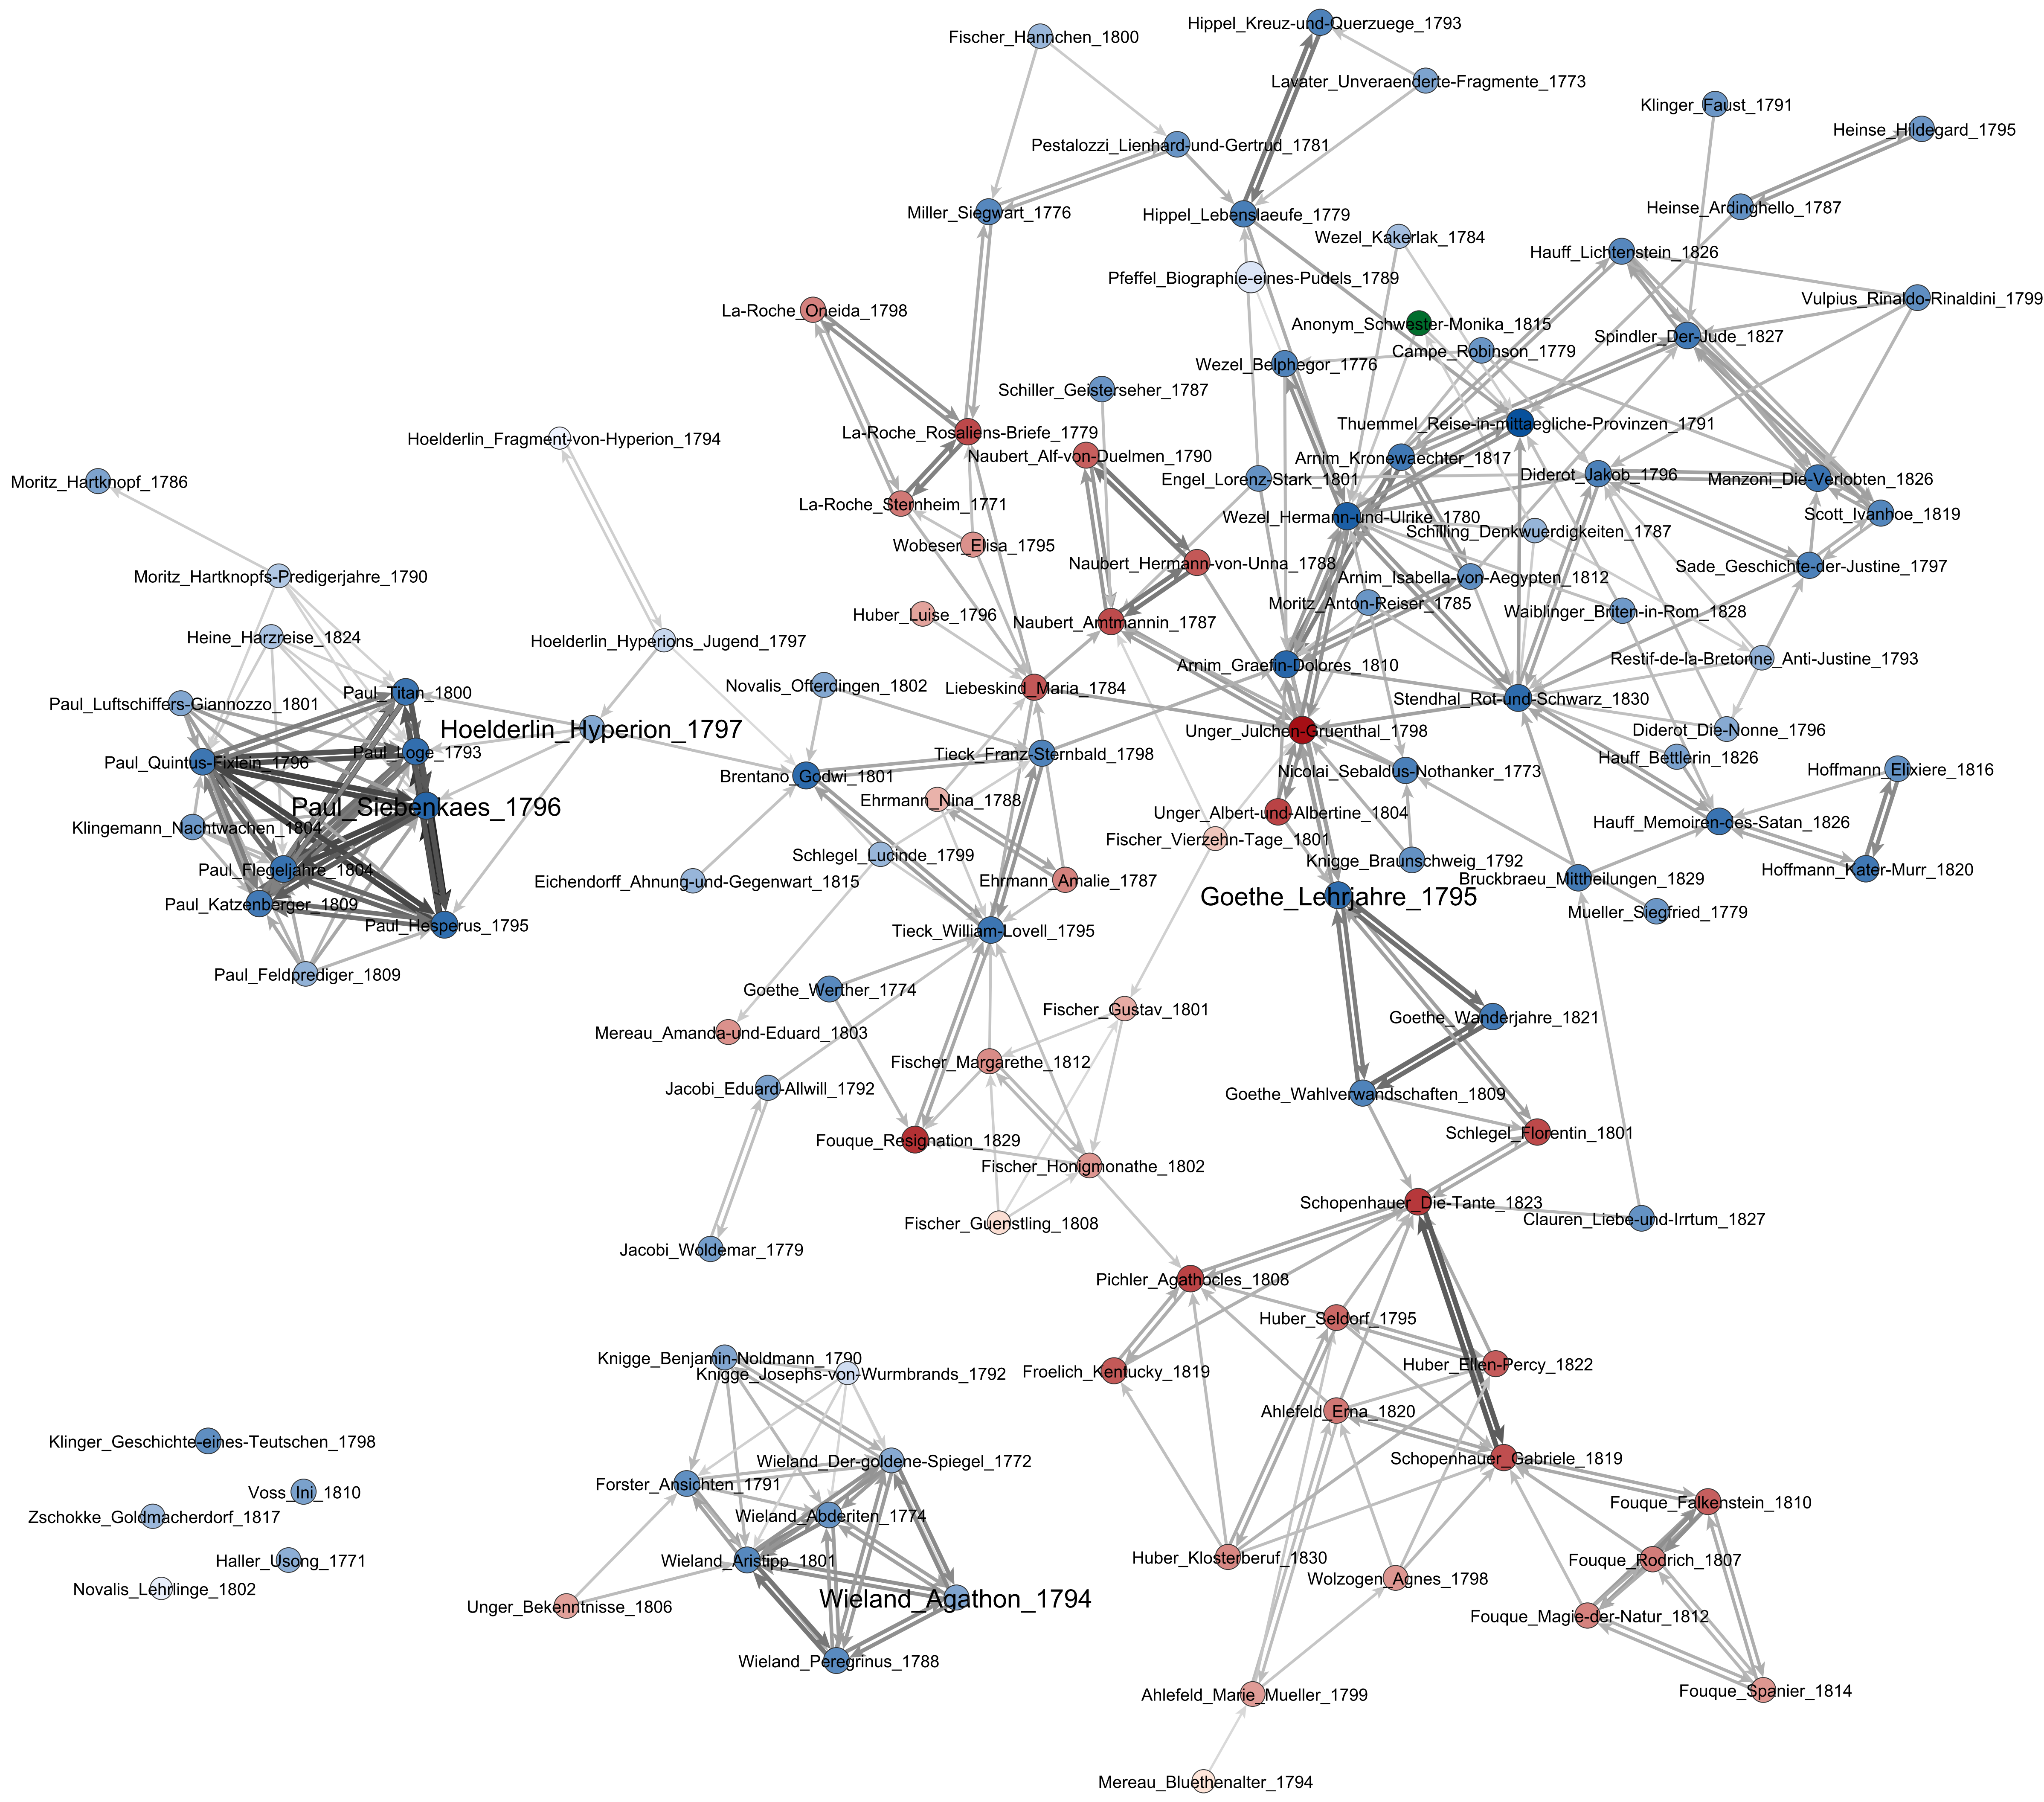 Hippel_Kreuz-und-Querzuege_1793
Fischer_Hannchen_1800
Lavater_Unveraenderte-Fragmente_1773
Klinger_Faust_1791
Heinse_Hildegard_1795
Pestalozzi_Lienhard-und-Gertrud_1781
Heinse_Ardinghello_1787
Miller_Siegwart_1776
Hippel_Lebenslaeufe_1779
Wezel_Kakerlak_1784
Hauff_Lichtenstein_1826
Pfeffel_Biographie-eines-Pudels_1789
Vulpius_Rinaldo-Rinaldini_1799
La-Roche_Oneida_1798
Anonym_Schwester-Monika_1815
Spindler_Der-Jude_1827
Campe_Robinson_1779
Wezel_Belphegor_1776
Schiller_Geisterseher_1787
Thuemmel_Reise-in-mittaegliche-Provinzen_1791
La-Roche_Rosaliens-Briefe_1779
Hoelderlin_Fragment-von-Hyperion_1794
Naubert_Alf-von-Duelmen_1790
Arnim_Kronewaechter_1817
Diderot_Jakob_1796
Engel_Lorenz-Stark_1801
Manzoni_Die-Verlobten_1826
Moritz_Hartknopf_1786
La-Roche_Sternheim_1771
Scott_Ivanhoe_1819
Wezel_Hermann-und-Ulrike_1780
Schilling_Denkwuerdigkeiten_1787
Wobeser_Elisa_1795
Naubert_Hermann-von-Unna_1788
Sade_Geschichte-der-Justine_1797
Moritz_Hartknopfs-Predigerjahre_1790
Arnim_Isabella-von-Aegypten_1812
Moritz_Anton-Reiser_1785
Waiblinger_Briten-in-Rom_1828
Huber_Luise_1796
Naubert_Amtmannin_1787
Heine_Harzreise_1824
Hoelderlin_Hyperions_Jugend_1797
Restif-de-la-Bretonne_Anti-Justine_1793
Arnim_Graefin-Dolores_1810
Novalis_Ofterdingen_1802
Liebeskind_Maria_1784
Paul_Titan_1800
Stendhal_Rot-und-Schwarz_1830
Paul_Luftschiffers-Giannozzo_1801
Hoelderlin_Hyperion_1797
Unger_Julchen-Gruenthal_1798
Diderot_Die-Nonne_1796
Paul_Loge_1793
Tieck_Franz-Sternbald_1798
Hauff_Bettlerin_1826
Paul_Quintus-Fixlein_1796
Nicolai_Sebaldus-Nothanker_1773
Hoffmann_Elixiere_1816
Brentano_Godwi_1801
Ehrmann_Nina_1788
Paul_Siebenkaes_1796
Unger_Albert-und-Albertine_1804
Hauff_Memoiren-des-Satan_1826
Klingemann_Nachtwachen_1804
Fischer_Vierzehn-Tage_1801
Schlegel_Lucinde_1799
Knigge_Braunschweig_1792
Paul_Flegeljahre_1804
Hoffmann_Kater-Murr_1820
Eichendorff_Ahnung-und-Gegenwart_1815
Ehrmann_Amalie_1787
Bruckbraeu_Mittheilungen_1829
Goethe_Lehrjahre_1795
Paul_Katzenberger_1809
Mueller_Siegfried_1779
Paul_Hesperus_1795
Tieck_William-Lovell_1795
Paul_Feldprediger_1809
Goethe_Werther_1774
Fischer_Gustav_1801
Goethe_Wanderjahre_1821
Mereau_Amanda-und-Eduard_1803
Fischer_Margarethe_1812
Jacobi_Eduard-Allwill_1792
Goethe_Wahlverwandschaften_1809
Schlegel_Florentin_1801
Fouque_Resignation_1829
Fischer_Honigmonathe_1802
Schopenhauer_Die-Tante_1823
Clauren_Liebe-und-Irrtum_1827
Fischer_Guenstling_1808
Jacobi_Woldemar_1779
Pichler_Agathocles_1808
Huber_Seldorf_1795
Knigge_Benjamin-Noldmann_1790
Knigge_Josephs-von-Wurmbrands_1792
Huber_Ellen-Percy_1822
Froelich_Kentucky_1819
Ahlefeld_Erna_1820
Klinger_Geschichte-eines-Teutschen_1798
Wieland_Der-goldene-Spiegel_1772
Schopenhauer_Gabriele_1819
Forster_Ansichten_1791
Voss_Ini_1810
Fouque_Falkenstein_1810
Zschokke_Goldmacherdorf_1817
Wieland_Abderiten_1774
Huber_Klosterberuf_1830
Haller_Usong_1771
Wieland_Aristipp_1801
Fouque_Rodrich_1807
Wolzogen_Agnes_1798
Novalis_Lehrlinge_1802
Wieland_Agathon_1794
Unger_Bekenntnisse_1806
Fouque_Magie-der-Natur_1812
Wieland_Peregrinus_1788
Fouque_Spanier_1814
Ahlefeld_Marie_Mueller_1799
Mereau_Bluethenalter_1794